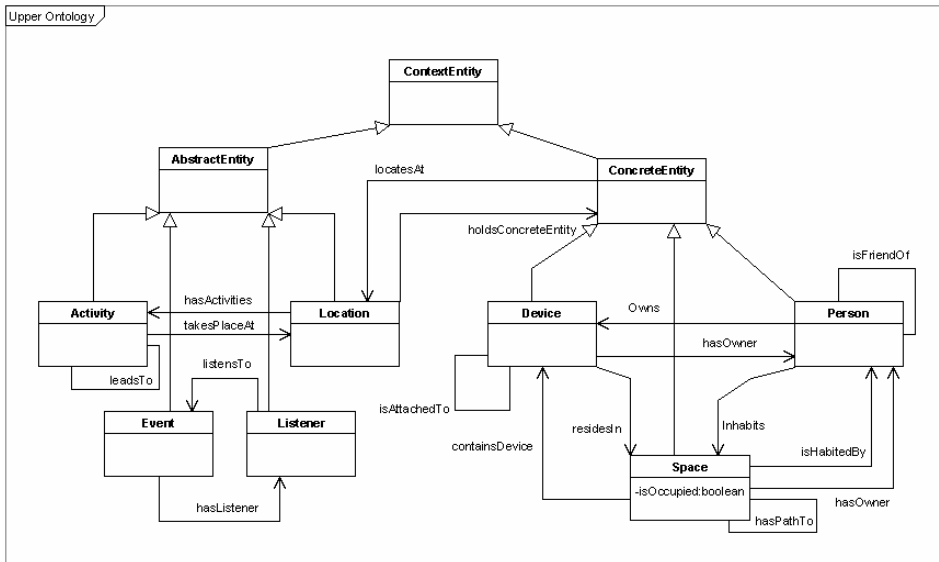 Upper Ontology
ContextEntity
AbstractEntity
ConcreteEntity
locatesAt
holdsConcreteEntity
isFriendOf
hasActivities
Activity
Location
Device
Owns
Person
takesPlaceAt
hasOwner
listensTo
leadsTo
isAttachedTo
Event
Listener
residesIn
Inhabits
containsDevice
isHabitedBy
Space
-isOccupied:boolean
hasOwner
hasListener
hasPathTo